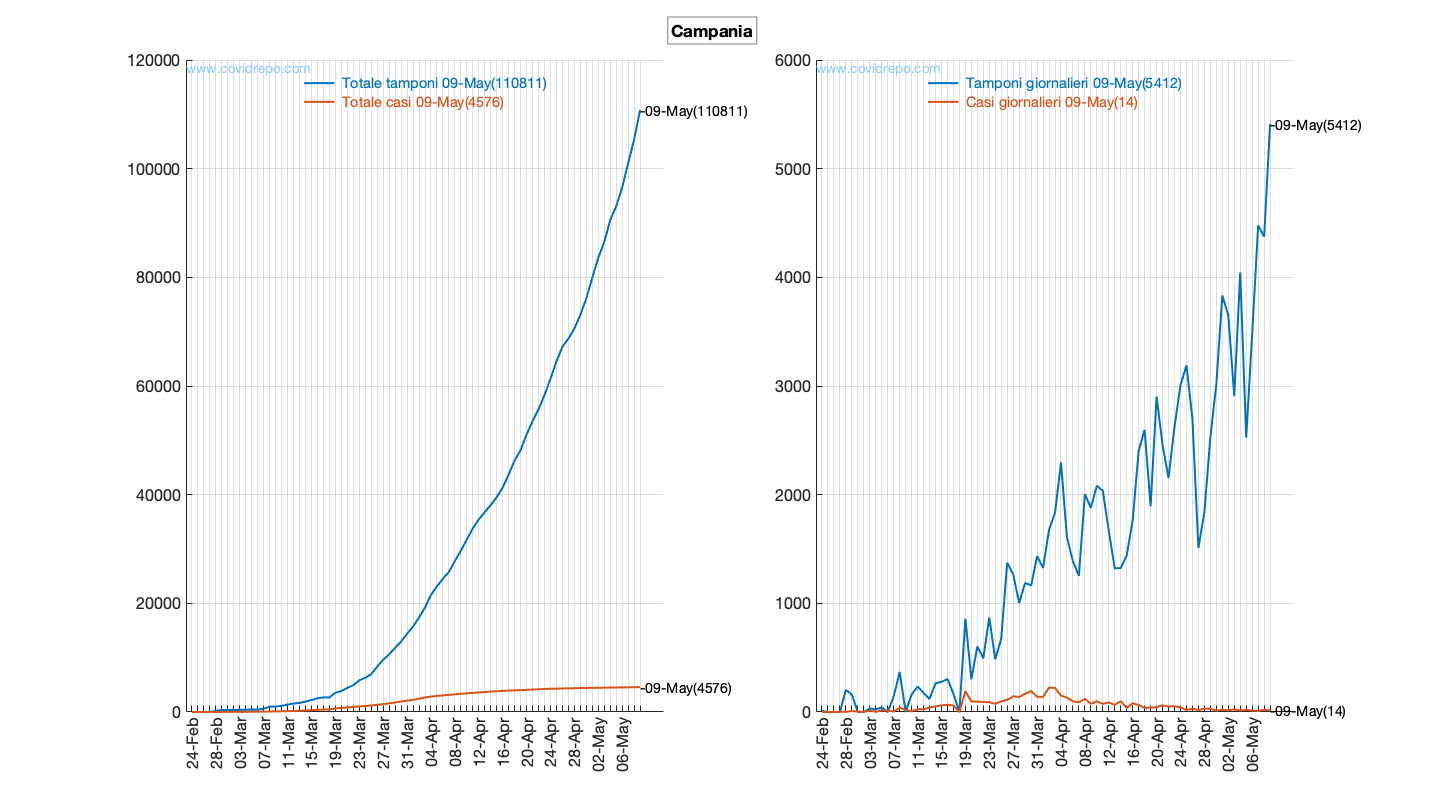 Campania
120000
100000
80000
60000
40000
20000
0
www.covidrepo.com
Totale tamponi 09-May(110811)
Totale casi 09-May(4576)
09-May(110811)
09-May(4576)
24-Feb
28-Feb
03-Mar
07-Mar
11-Mar
15-Mar
19-Mar
23-Mar
27-Mar
31-Mar
04-Apr
08-Apr
12-Apr
16-Apr
20-Apr
24-Apr
28-Apr
02-May
06-May
6000
5000
4000
3000
2000
1000
0
www.covidrepo.com
Tamponi giornalieri 09-May(5412)
Casi giornalieri 09-May(14)
09-May(5412)
09-May(14)
24-Feb
28-Feb
03-Mar
07-Mar
11-Mar
15-Mar
19-Mar
23-Mar
27-Mar
31-Mar
04-Apr
08-Apr
12-Apr
16-Apr
20-Apr
24-Apr
28-Apr
02-May
06-May